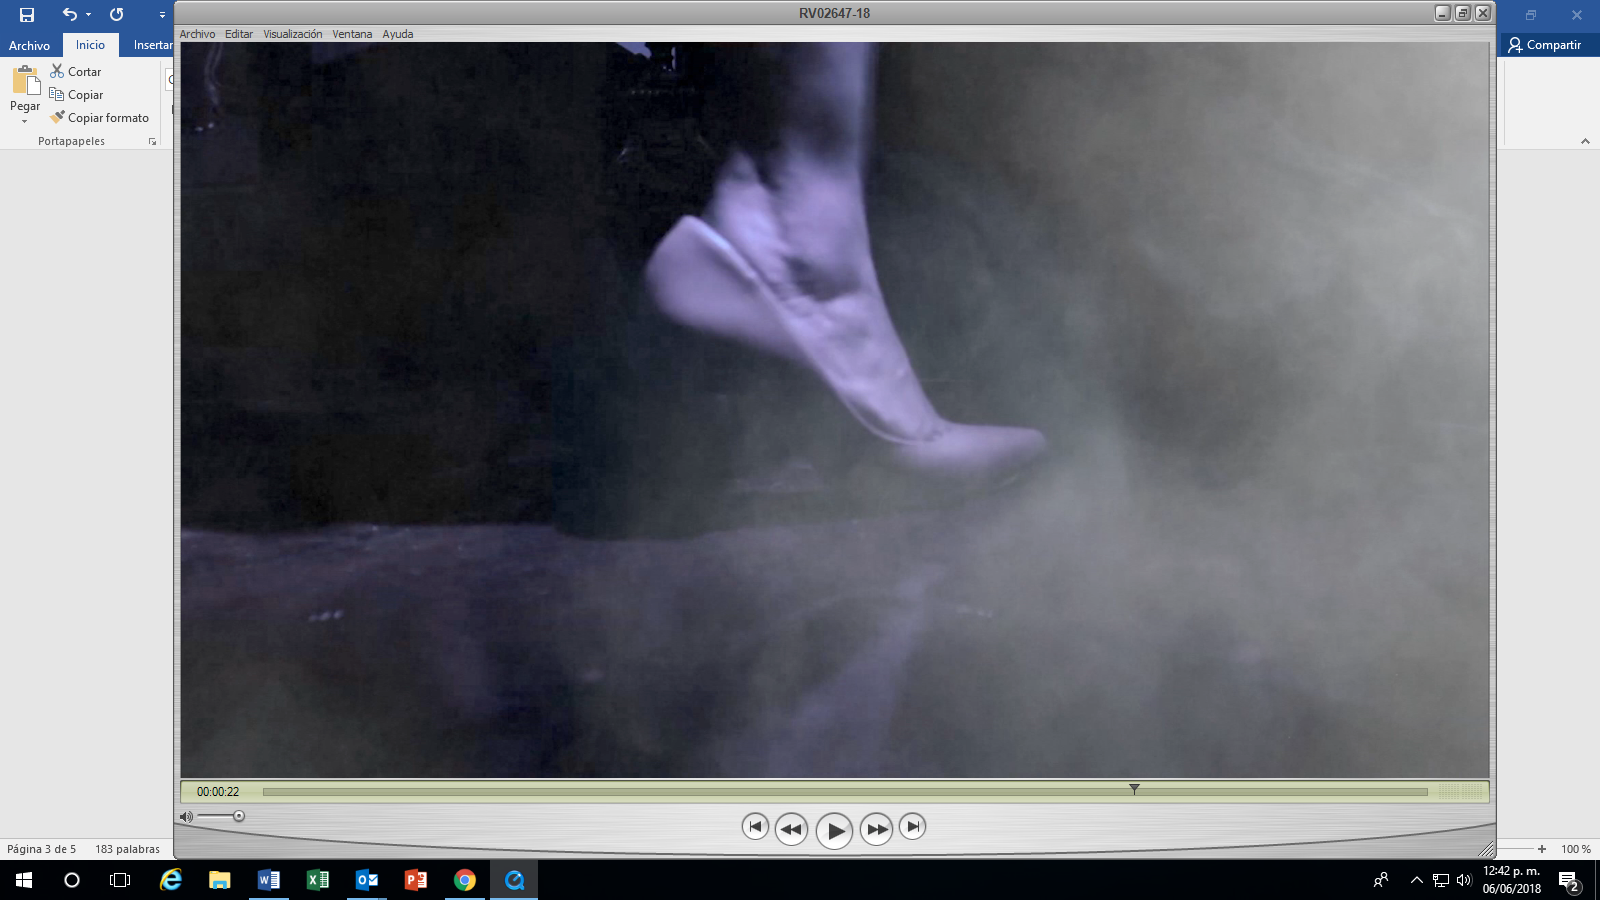 RV02647-18
Archivo Editar Visualización Ventana Ayuda
Archivo Inicio Insertar
Compartir
Pegar
Cortar
Copiar
Copiar formato
Portapapeles
00:00:22
Página 3 de 5 183 palabras
100 %
12:42 p. m.
06/06/2018
2